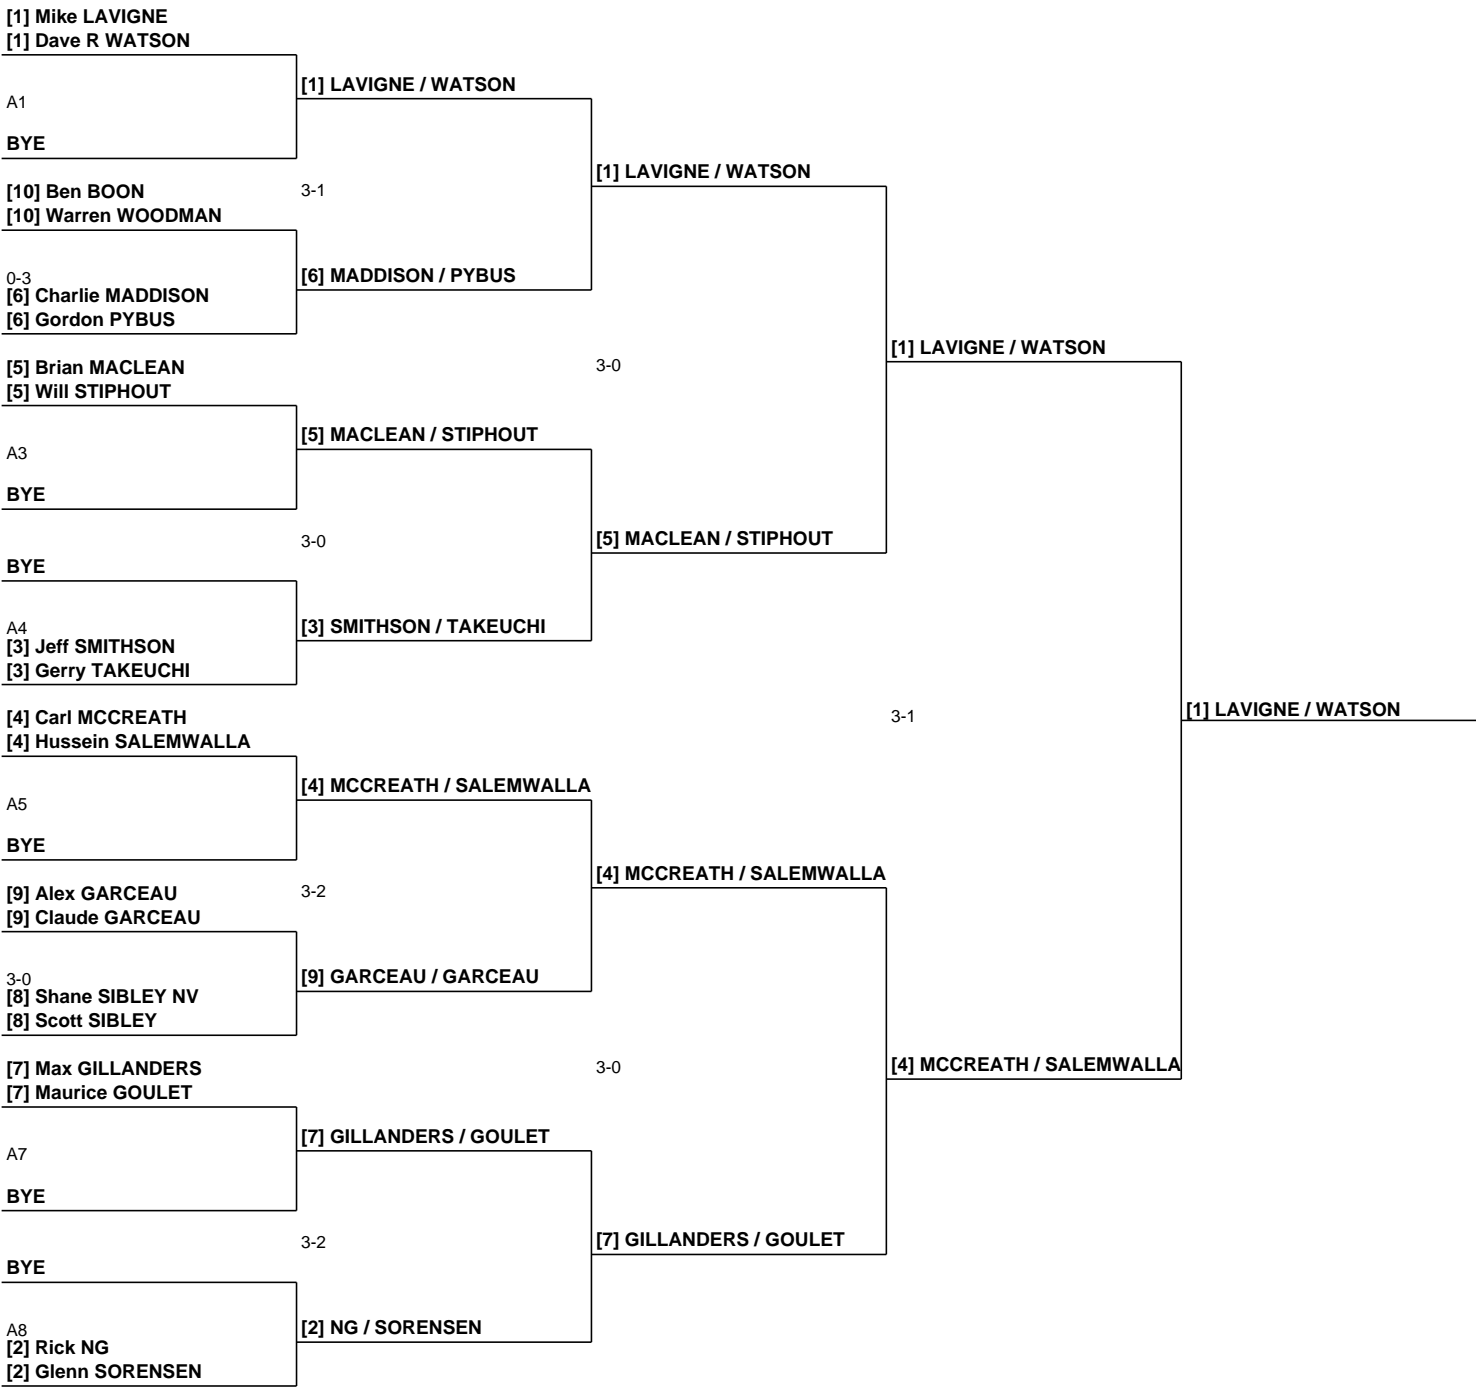 [1] Mike LAVIGNE
[1] Dave R WATSON
[1] LAVIGNE / WATSON
A1
BYE
[1] LAVIGNE / WATSON
[10] Ben BOON
3-1
[10] Warren WOODMAN
0-3
[6] MADDISON / PYBUS
[6] Charlie MADDISON
[6] Gordon PYBUS
[1] LAVIGNE / WATSON
[5] Brian MACLEAN
3-0
[5] Will STIPHOUT
[5] MACLEAN / STIPHOUT
A3
BYE
3-0
[5] MACLEAN / STIPHOUT
BYE
A4
[3] SMITHSON / TAKEUCHI
[3] Jeff SMITHSON
[3] Gerry TAKEUCHI
[4] Carl MCCREATH
3-1
[1] LAVIGNE / WATSON
[4] Hussein SALEMWALLA
[4] MCCREATH / SALEMWALLA
A5
BYE
[4] MCCREATH / SALEMWALLA
[9] Alex GARCEAU
3-2
[9] Claude GARCEAU
3-0
[9] GARCEAU / GARCEAU
[8] Shane SIBLEY NV
[8] Scott SIBLEY
[7] Max GILLANDERS
3-0
[4] MCCREATH / SALEMWALLA
[7] Maurice GOULET
[7] GILLANDERS / GOULET
A7
BYE
3-2
[7] GILLANDERS / GOULET
BYE
A8
[2] NG / SORENSEN
[2] Rick NG
[2] Glenn SORENSEN